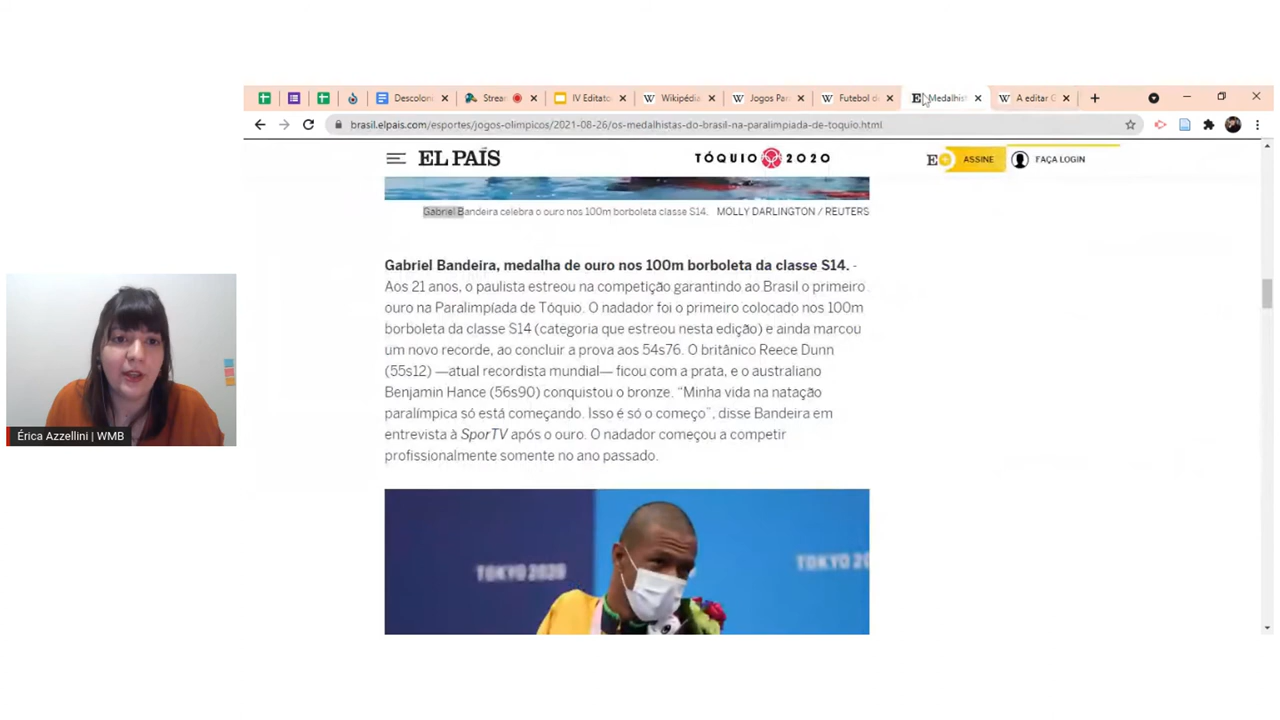 Descoloni
Strea
IV Editato
Wikipédi
Jogos Par
Futebol d
Medalhist
A editar G
brasil.elpais.com/esportes/jogos-olimpicos/2021-08-26/os-medalhistas-do-brasil-na-paralimpiada-de-toquio.html
EL PAÍS
TÓQUIO 2020
E+ ASSINE
FAÇA LOGIN
Gabriel Bandeira celebra o ouro nos 100m borboleta classe S14. MOLLY DARLINGTON / REUTERS
Gabriel Bandeira, medalha de ouro nos 100m borboleta da classe S14. -
Aos 21 anos, o paulista estreou na competição garantindo ao Brasil o primeiro
ouro na Paralimpíada de Tóquio. O nadador foi o primeiro colocado nos 100m
borboleta da classe S14 (categoria que estreou nesta edição) e ainda marcou
um novo recorde, ao concluir a prova aos 54s76. O britânico Reece Dunn
(55s12) —atual recordista mundial— ficou com a prata, e o australiano
Benjamin Hance (56s90) conquistou o bronze. “Minha vida na natação
paralímpica só está começando. Isso é só o começo”, disse Bandeira em
entrevista à SporTV após o ouro. O nadador começou a competir
profissionalmente somente no ano passado.
Érica Azzellini | WMB
TOKYO 2020
TOKYO 20